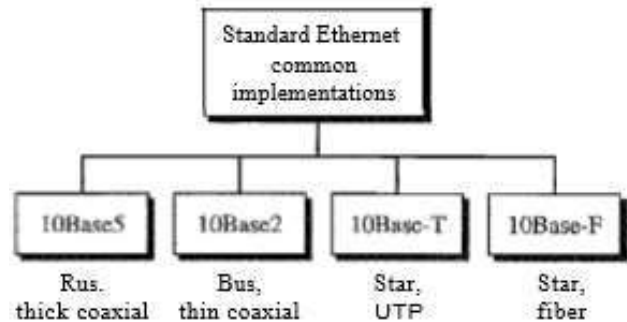 Standard Ethernet
common
implementations
10Base5
10Base2
10Base-T
10Base-F
Rus.
thick coaxial
Bus,
thin coaxial
Star,
UTP
Star,
fiber